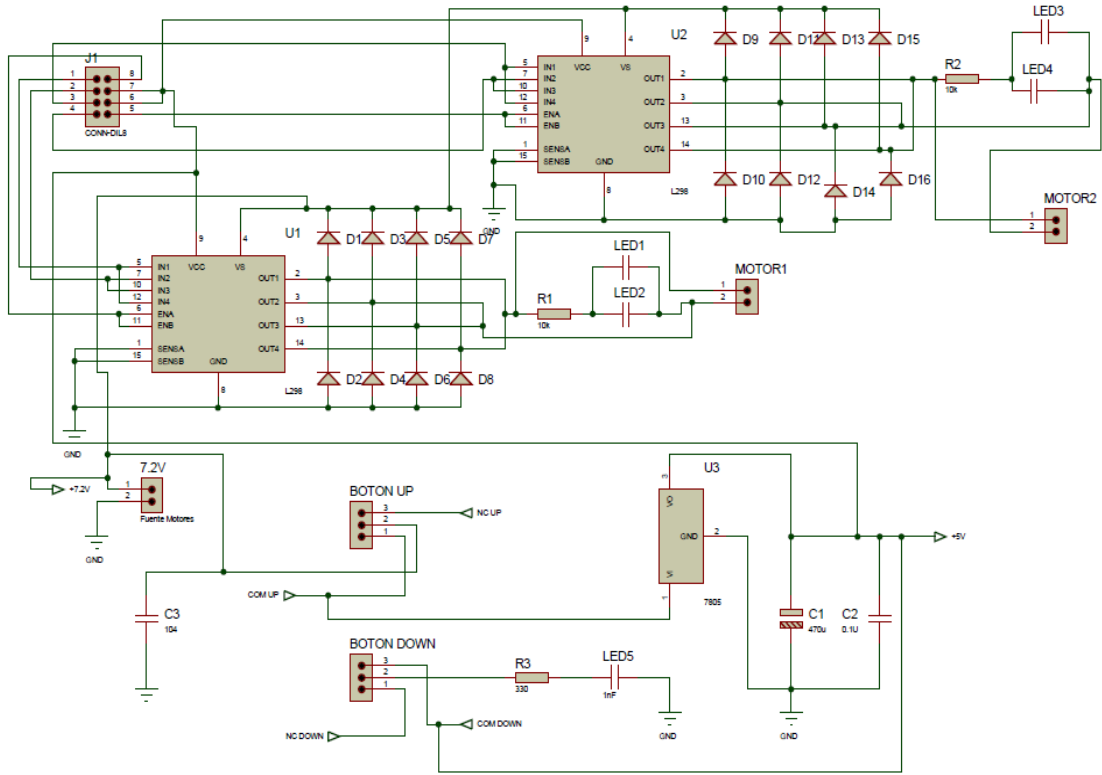 LED3
U2
D9 D11 D13 D15
9 4
J1
R2
LED4
10k
5 IN1 VCC VS
7 IN2 OUT1 2
10 IN3
12 IN4 OUT2 3
6 ENA
11 ENB OUT3 13
1 SENSA OUT4 14
15 SENSB GND
8
L298
1 8
2 7
3 6
4 5
CONN-DIL8
D10 D12 D14 D16
GND
MOTOR2
1
2
U1
9 4
D1 D3 D5 D7
5 IN1 VCC VS
7 IN2 OUT1 2
10 IN3
12 IN4 OUT2 3
6 ENA
11 ENB OUT3 13
1 SENSA OUT4 14
15 SENSB GND
8
L298
D2 D4 D6 D8
GND
LED1
LED2
R1
10k
MOTOR1
1
2
7.2V
+7.2V
1
2
Fuente Motores
GND
BOTON UP
3
2
1
NC UP
COM UP
C3
104
U3
3
VO
GND 2
VI
1
7805
+5V
C1
470u
C2
0.1U
GND
BOTON DOWN
3
2
1
R3
330
LED5
1nF
GND
COM DOWN
NC DOWN